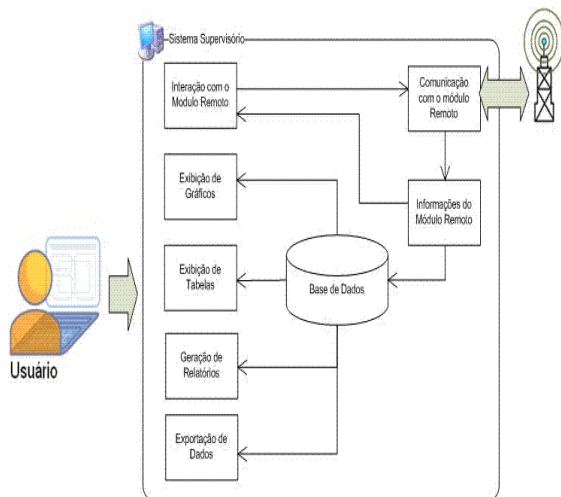 Sistema Supervisório
Interação com o
Modulo Remoto
Comunicação
com o módulo
Remoto
Exibição de
Gráficos
Informações do
Módulo Remoto
Exibição de
Tabelas
Base de Dados
Usuário
Geração de
Relatórios
Exportação de
Dados